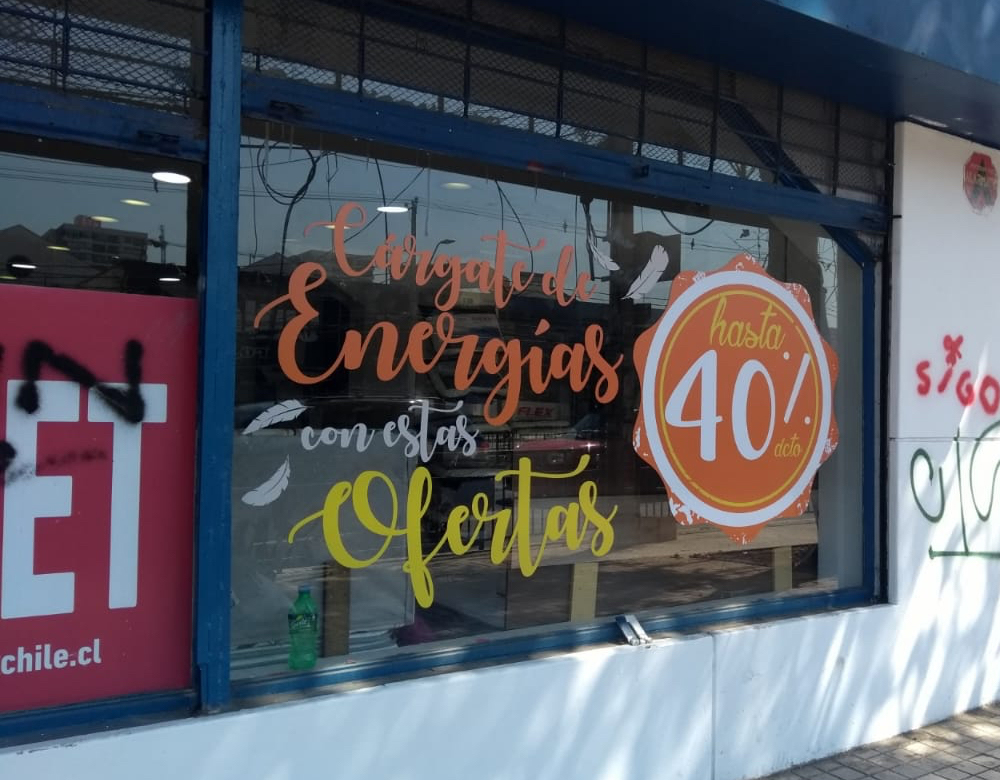 Cárgate de
Energías
con estas
Ofertas
hasta
40%
dcto
ET
chile.cl
FLEX
SIGO